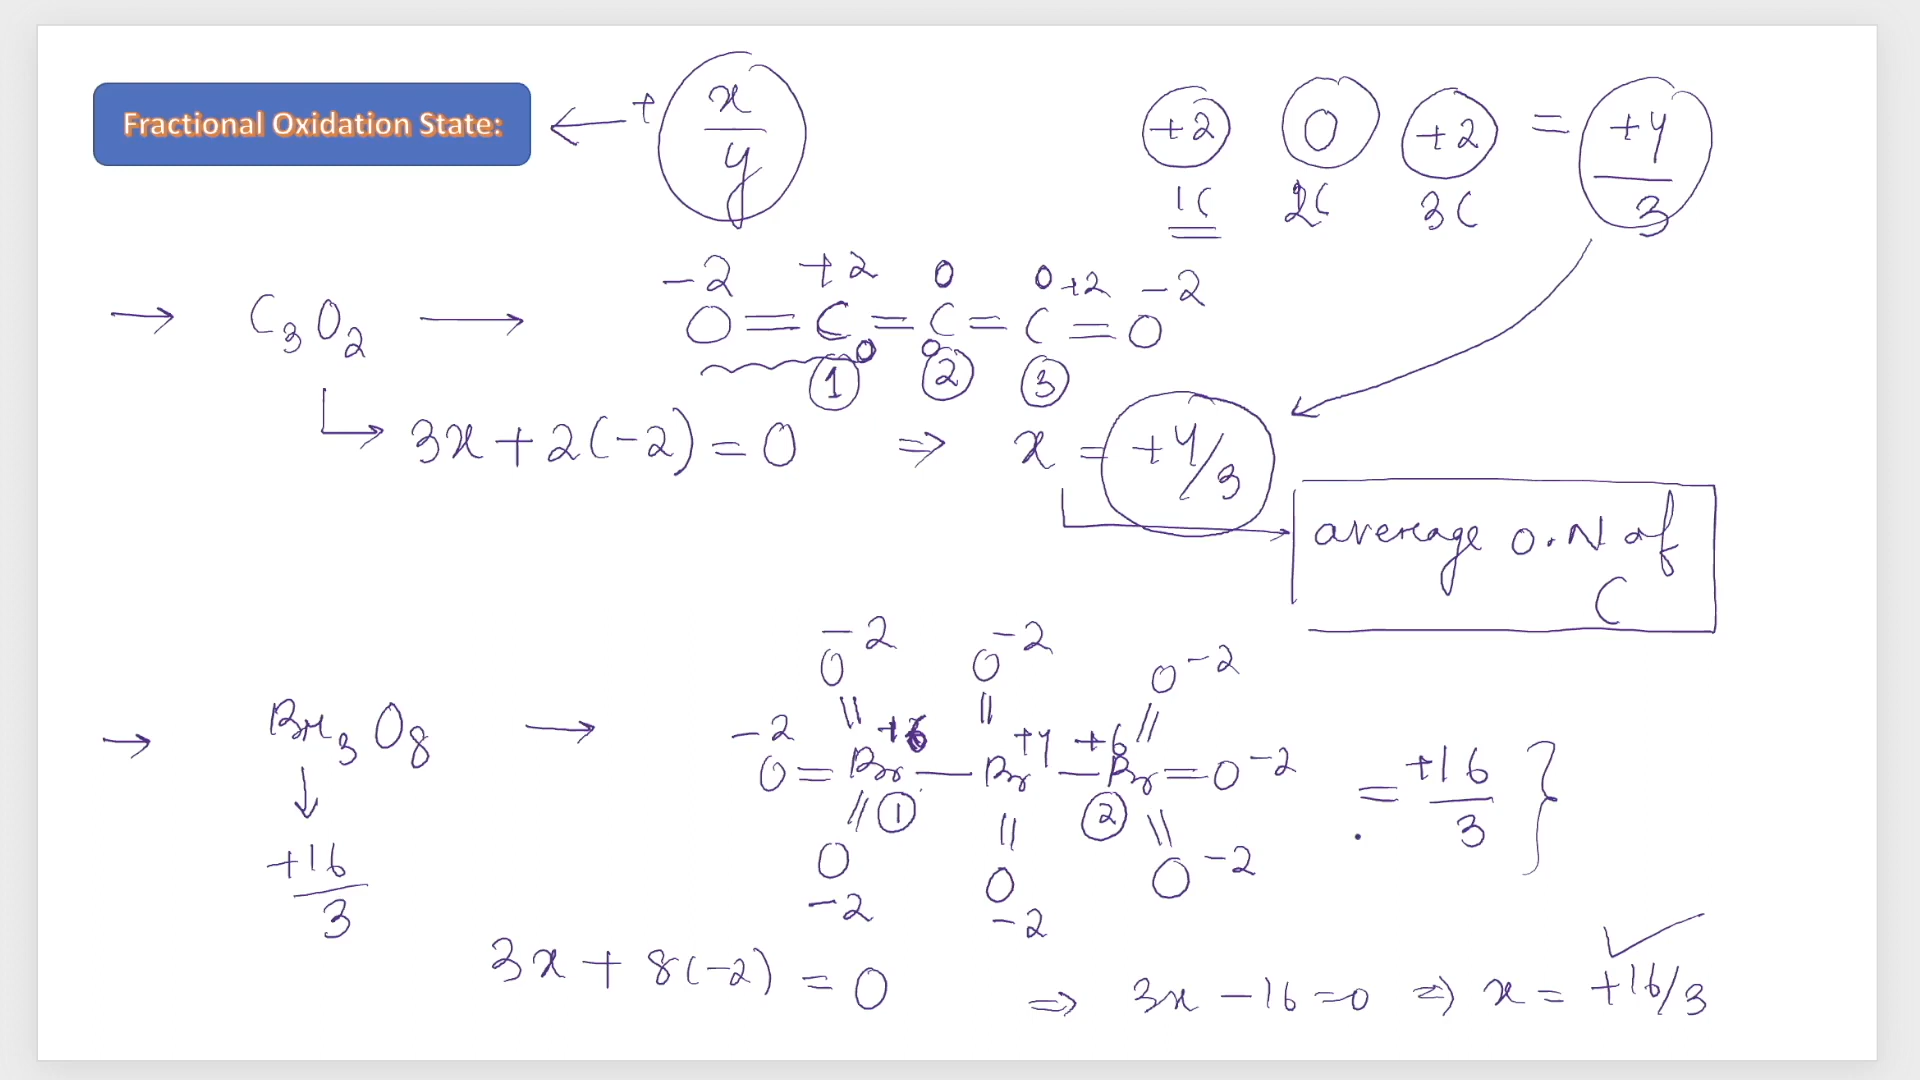 Fractional Oxidation State:
← + x/y
+2 0 +2 = +4/3
1C 2C 3C
-2 +2 0 0 +2 -2
→ C₃O₂ → O=C=C=C=O
0 0
① ② ③
3x+2(-2)=0 ⇒ x = +4/3
average O.N of
C
-2 -2 -2
O O O
-2 +6 +4 +6
→ Br₃O₈ → O=Br—Br—Br=O -2 = +16/3 }
① ②
+16/3
O O O -2
-2 -2
3x + 8(-2) = 0 ⇒ 3x - 16 = 0 ⇒ x = +16/3 ✓